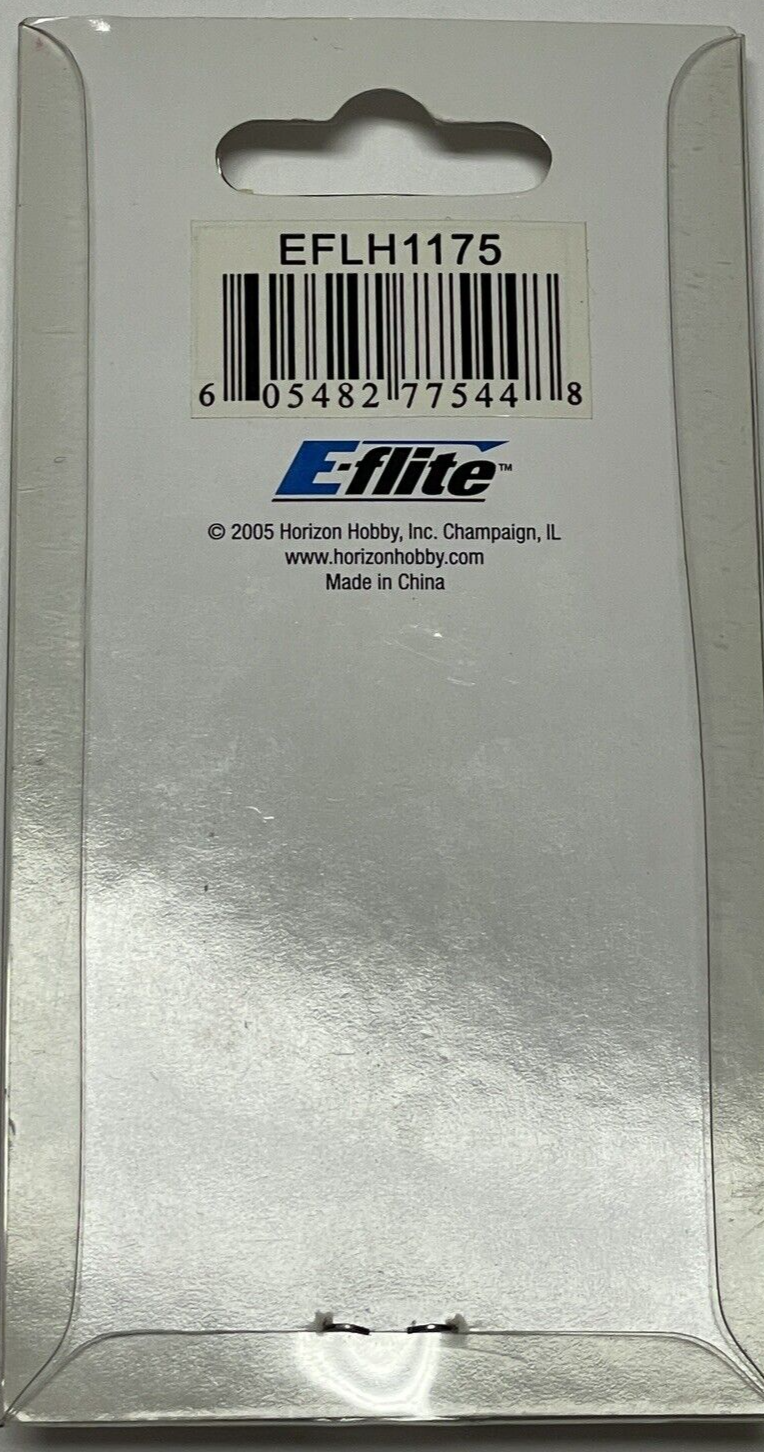 EFLH1175
6 05482 77544 8
E-flite™
© 2005 Horizon Hobby, Inc. Champaign, IL
www.horizonhobby.com
Made in China